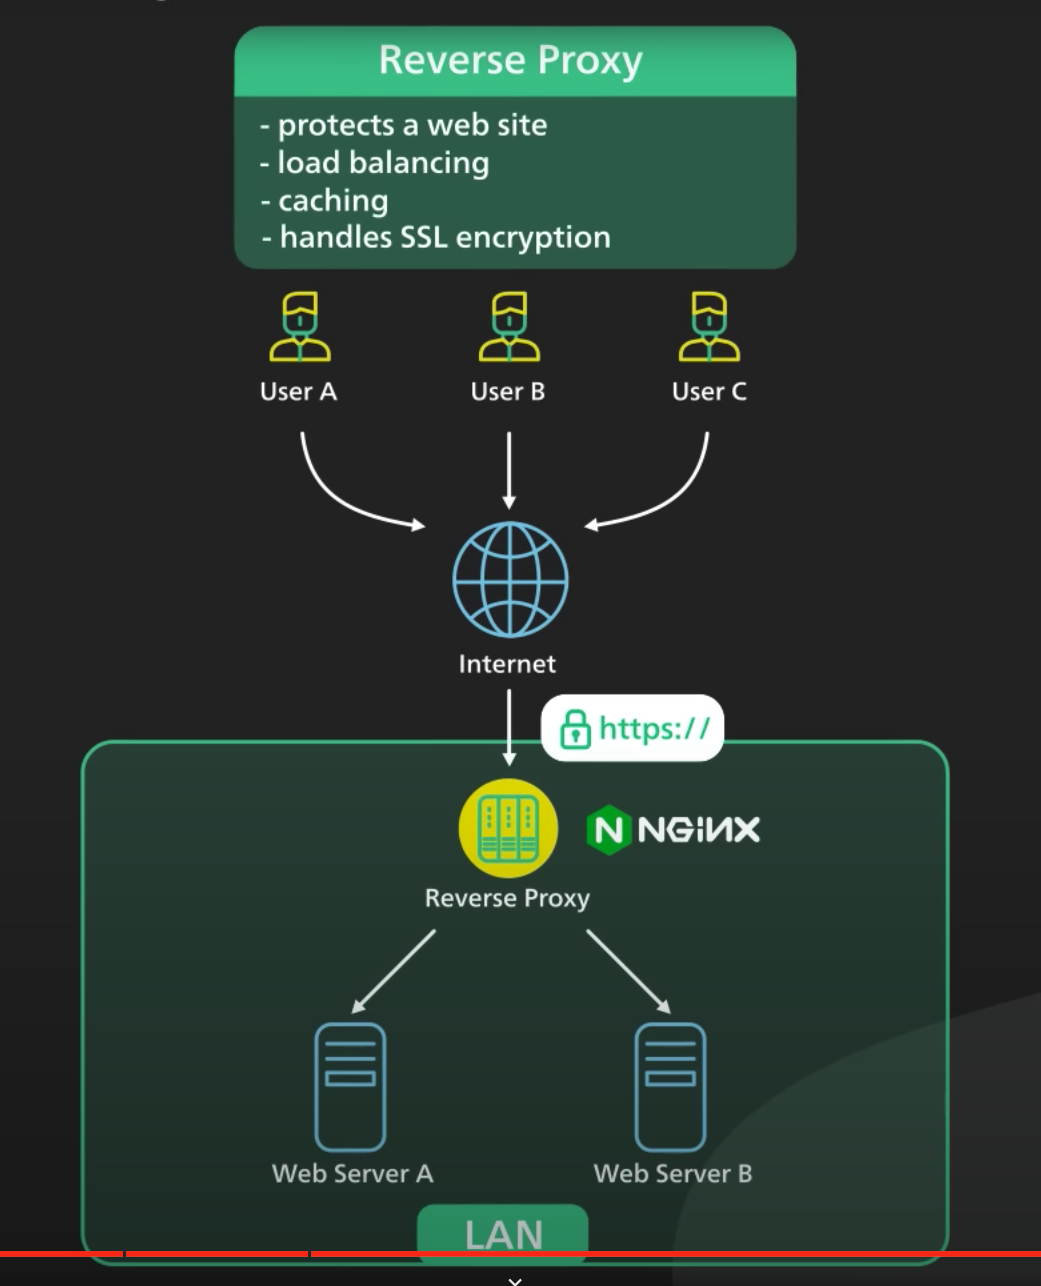 Reverse Proxy
- protects a web site
- load balancing
- caching
- handles SSL encryption
User A User B User C
Internet
https://
NGINX
Reverse Proxy
Web Server A Web Server B
LAN